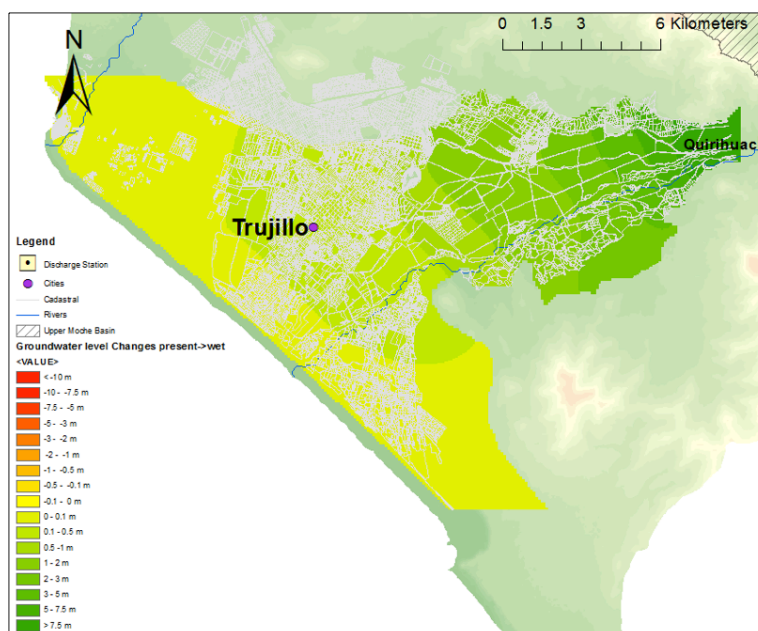 0 1.5 3 6 Kilometers
N
Quirihuac
Trujillo
Legend
Discharge Station
Cities
Cadastral
Rivers
Upper Moche Basin
Groundwater level Changes present->wet
<VALUE>
< -10 m
-10 - -7.5 m
-7.5 - -5 m
-5 - -3 m
-3 - -2 m
-2 - -1 m
-1 - -0.5 m
-0.5 - -0.1 m
-0.1 - 0 m
0 - 0.1 m
0.1 - 0.5 m
0.5 -1 m
1 - 2 m
2 - 3 m
3 - 5 m
5 - 7.5 m
> 7.5 m